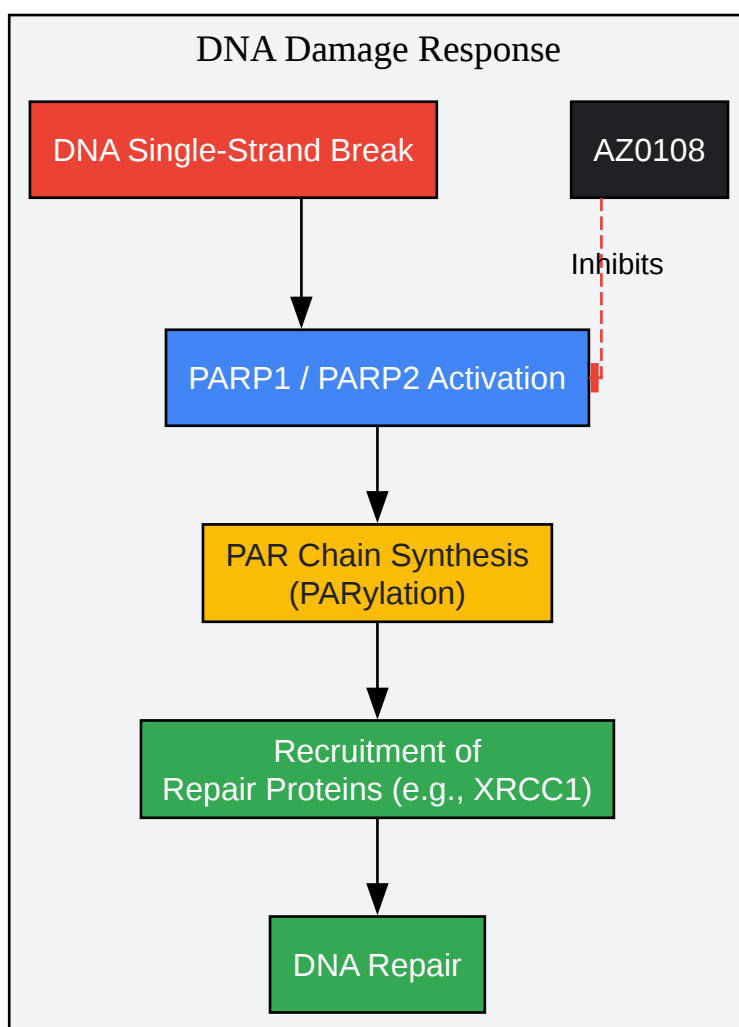 DNA Damage Response
DNA Single-Strand Break
AZ0108
Inhibits
PARP1 / PARP2 Activation
PAR Chain Synthesis
(PARylation)
Recruitment of
Repair Proteins (e.g., XRCC1)
DNA Repair